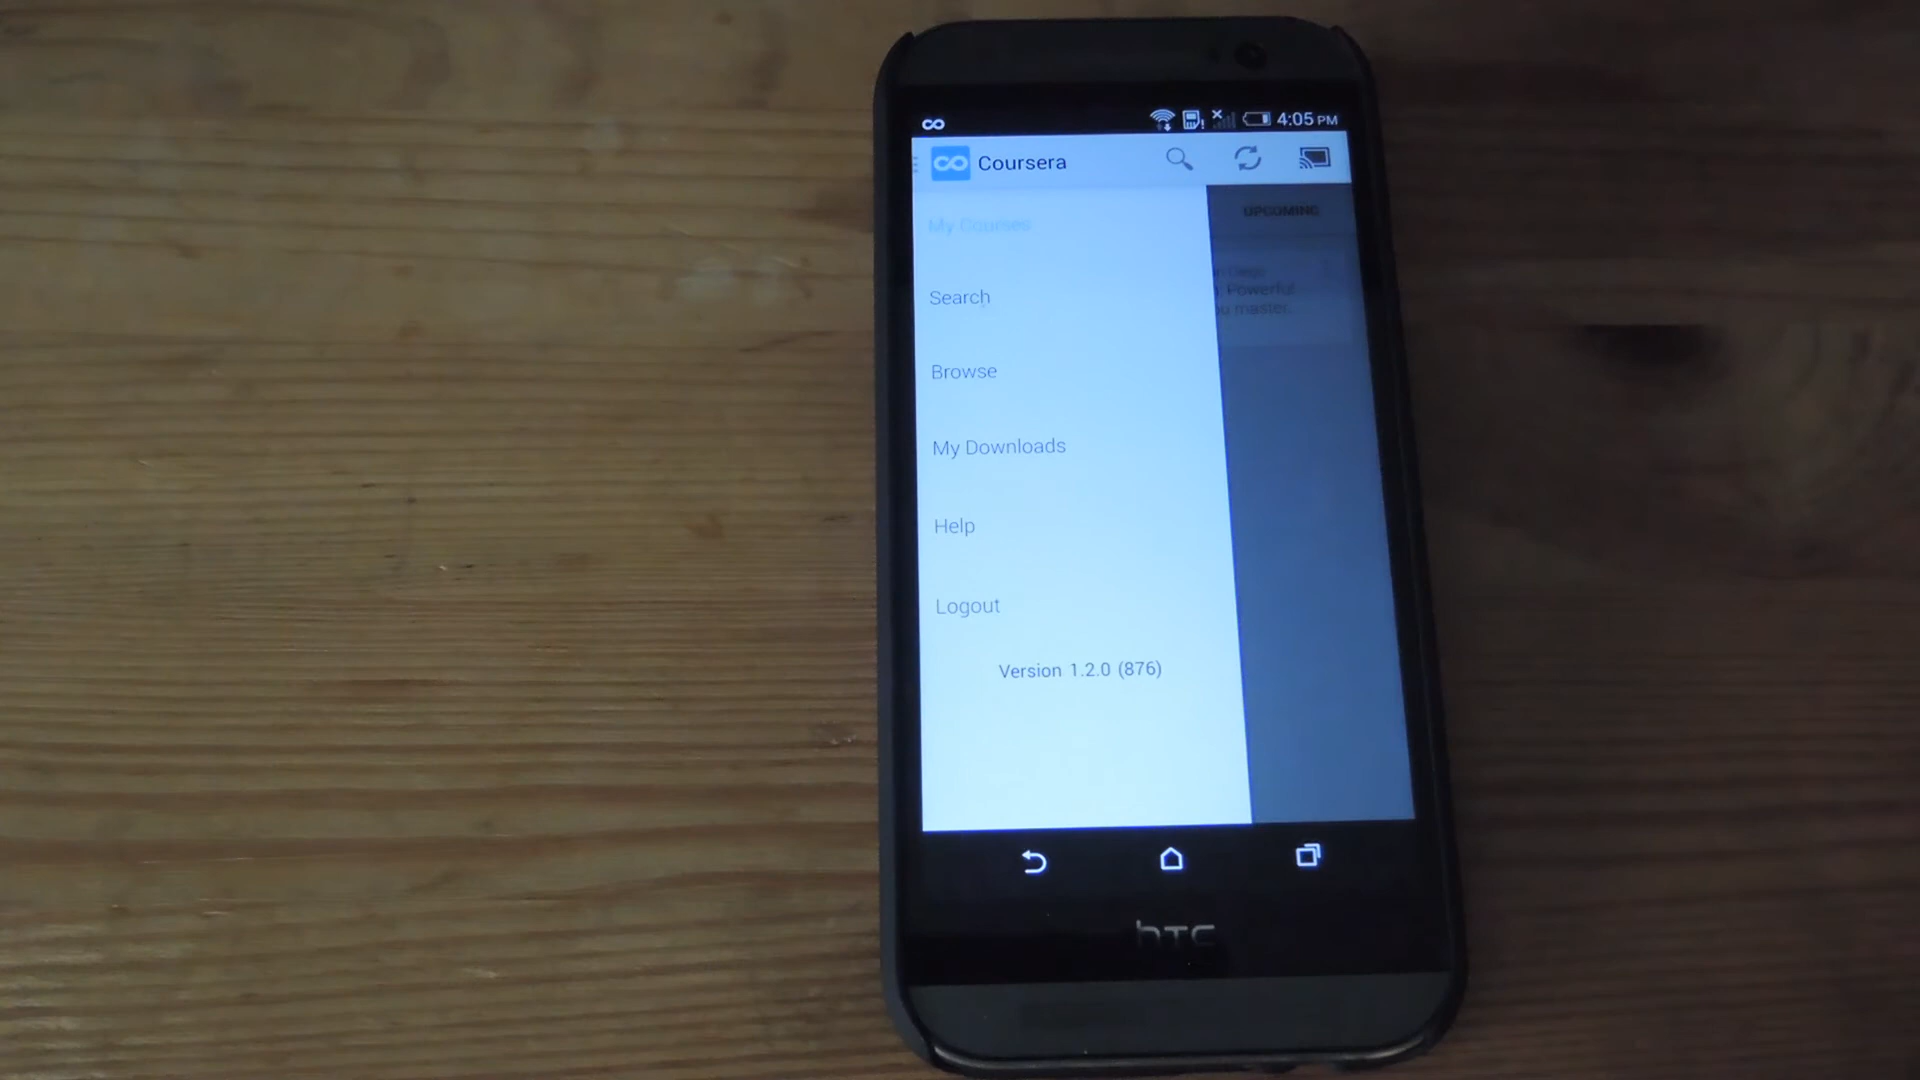 4:05 PM
Coursera
My Courses
UPCOMING
Search
Powerful
master.
Browse
My Downloads
Help
Logout
Version 1.2.0 (876)
hTC